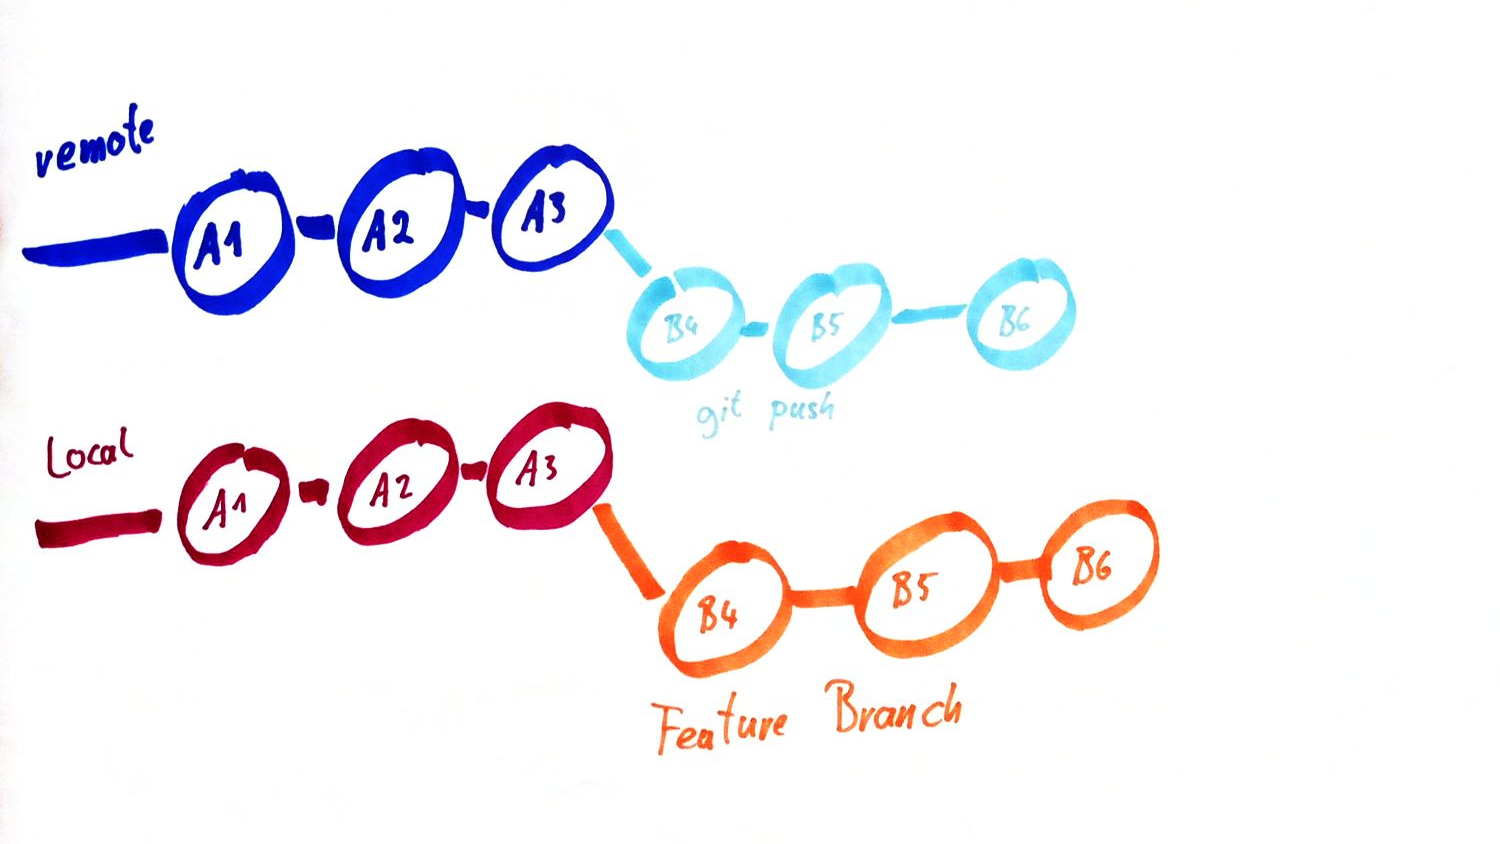 remote
A1 A2 A3
B4 B5 B6
git push
Local
A1 A2 A3
B4 B5 B6
Feature Branch